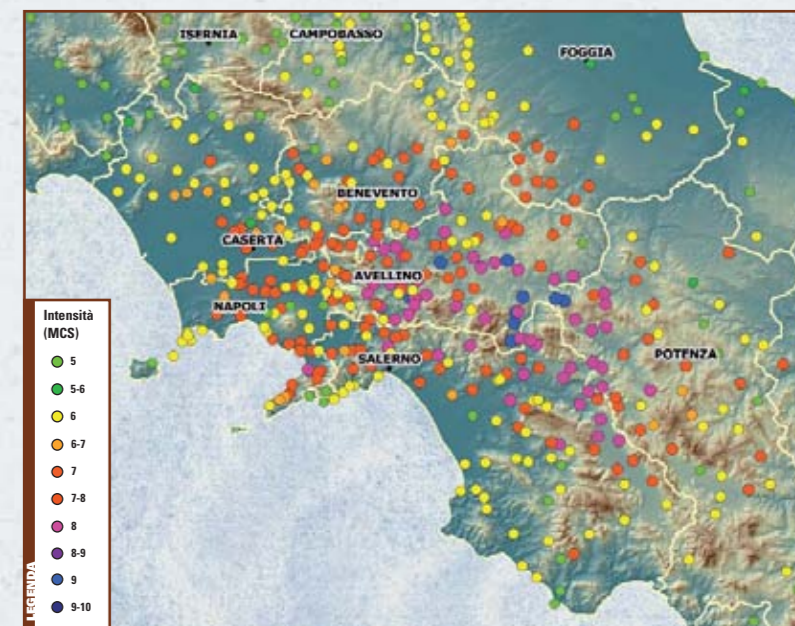 ISERNIA
CAMPOBASSO
FOGGIA
BENEVENTO
CASERTA
AVELLINO
NAPOLI
SALERNO
POTENZA
Intensità
(MCS)
5
5-6
6
6-7
7
7-8
8
8-9
9
9-10
LEGENDA